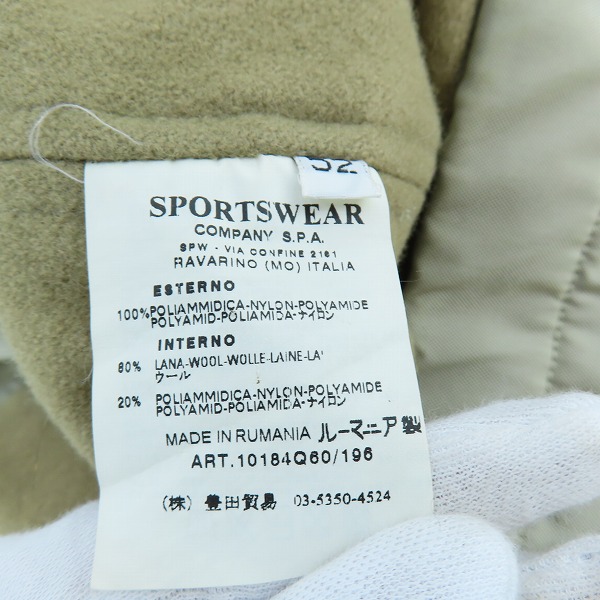 52
SPORTSWEAR
COMPANY S.P.A.
SPW - VIA CONFINE 2161
RAVARINO (MO) ITALIA
ESTERNO
100% POLIAMMIDICA-NYLON-POLYAMIDE
POLYAMID-POLIAMIDA-ナイロン
INTERNO
80% LANA-WOOL-WOLLE-LAINE-LA'
ウール
20% POLIAMMIDICA-NYLON-POLYAMIDE
POLYAMID-POLIAMIDA-ナイロン
MADE IN RUMANIA ルーマニア製
ART.10184Q60/196
(株) 豊田貿易 03-5350-4524